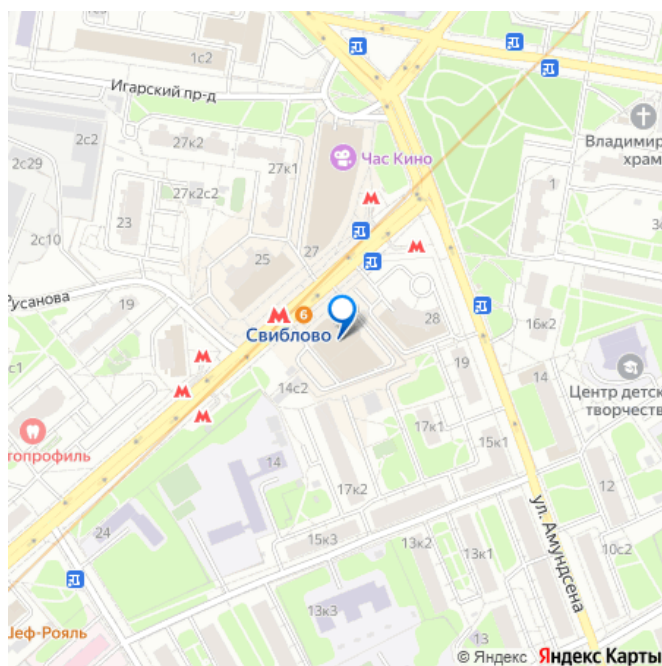 1с2
Игарский пр-д
2с2
27к2
Владимир
храм
2с29
Час Кино
27к1
1
27к2с2
23
2с10
27
25
Русанова
19
6
Свиблово
28
16к2
с1
19
14
14с2
Центр детск
творчеств
17к1
топрофиль
15к1
14
17к2
ул. Амундсена
12
10
24
15к3
13к2
13к1
10с2
13к3
Шеф-Рояль
13
© Яндекс Яндекс Карты